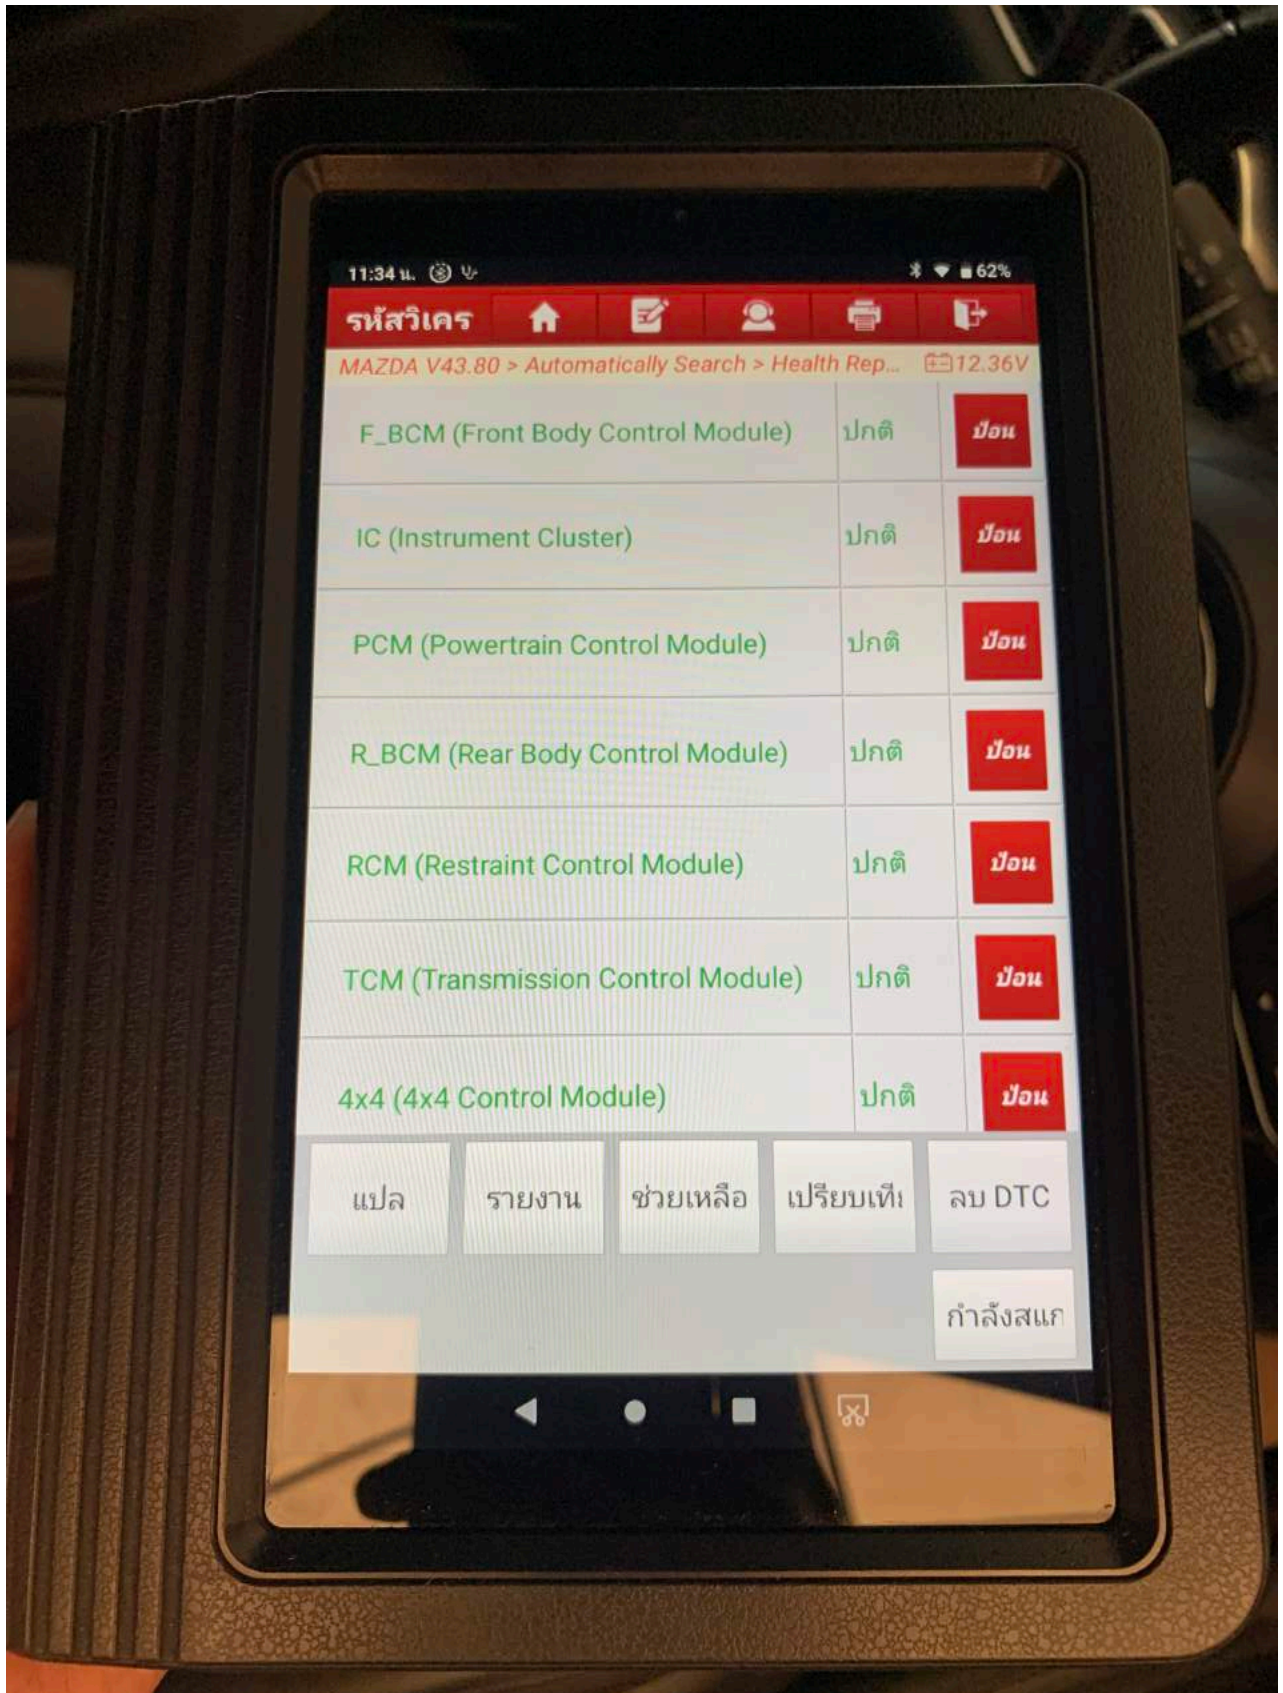 11:34 น. 62%
รหัสวิเคร
MAZDA V43.80 > Automatically Search > Health Rep... 12.36V
F_BCM (Front Body Control Module) ปกติ ป้อน
IC (Instrument Cluster) ปกติ ป้อน
PCM (Powertrain Control Module) ปกติ ป้อน
R_BCM (Rear Body Control Module) ปกติ ป้อน
RCM (Restraint Control Module) ปกติ ป้อน
TCM (Transmission Control Module) ปกติ ป้อน
4x4 (4x4 Control Module) ปกติ ป้อน
แปล รายงาน ช่วยเหลือ เปรียบเที ลบ DTC
กำลังสแก